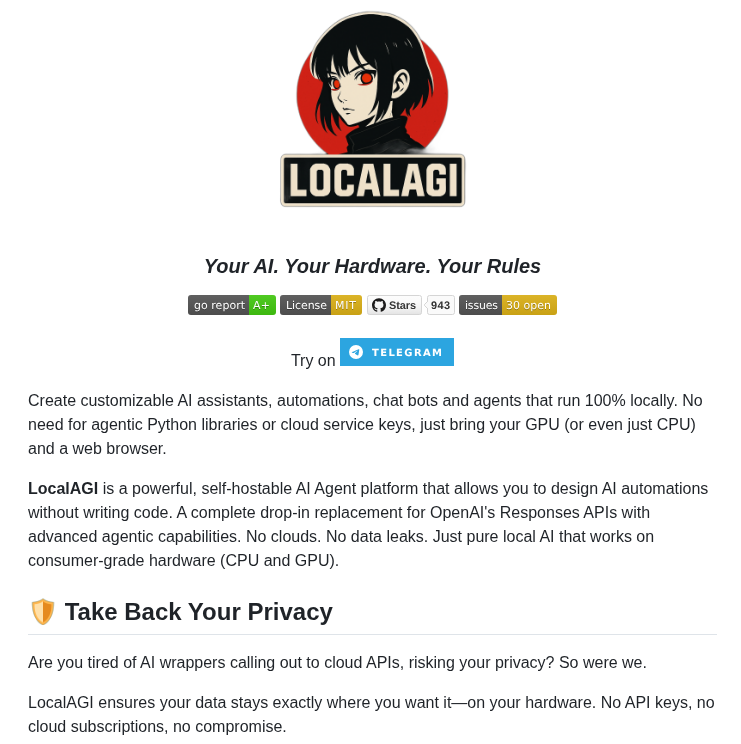 LOCALAGI
Your AI. Your Hardware. Your Rules
go report A+ License MIT Stars 943 issues 30 open
Try on TELEGRAM
Create customizable AI assistants, automations, chat bots and agents that run 100% locally. No
need for agentic Python libraries or cloud service keys, just bring your GPU (or even just CPU)
and a web browser.
LocalAGI is a powerful, self-hostable AI Agent platform that allows you to design AI automations
without writing code. A complete drop-in replacement for OpenAI's Responses APIs with
advanced agentic capabilities. No clouds. No data leaks. Just pure local AI that works on
consumer-grade hardware (CPU and GPU).
🛡️ Take Back Your Privacy
Are you tired of AI wrappers calling out to cloud APIs, risking your privacy? So were we.
LocalAGI ensures your data stays exactly where you want it—on your hardware. No API keys, no
cloud subscriptions, no compromise.